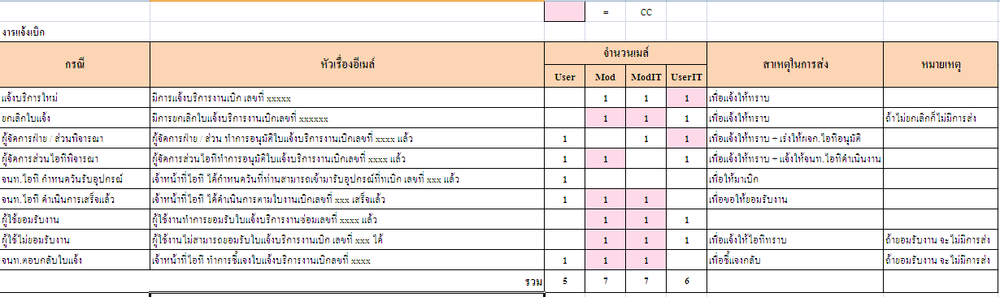 = CC
งารแจ้งเบิก
กรณี หัวเรื่องอีเมล์ จำนวนเมล์ สาเหตุในการส่ง หมายเหตุ
User Mod ModIT UserIT
แจ้งบริการใหม่ มีการแจ้งบริการงานเบิก เลขที่ xxxxx 1 1 1 เพื่อแจ้งให้ทราบ
ยกเลิกใบแจ้ง มีการยกเลิกใบแจ้งบริการงานเบิกเลขที่ xxxxxx 1 1 1 เพื่อแจ้งให้ทราบ ถ้าไม่ยกเลิกก็ไม่มีการส่ง
ผู้จัดการฝ่าย / ส่วนพิจารณา ผู้จัดการฝ่าย / ส่วน ทำการอนุมัติใบแจ้งบริการงานเบิกเลขที่ xxxx แล้ว 1 1 1 เพื่อแจ้งให้ทราบ + เร่งให้ผจก.ไอทีอนุมัติ
ผู้จัดการส่วนไอทีพิจารณา ผู้จัดการส่วนไอทีทำการอนุมัติใบแจ้งบริการงานเบิกเลขที่ xxxx แล้ว 1 1 1 เพื่อแจ้งให้ทราบ + แจ้งให้จนท.ไอทีดำเนินงาน
จนท.ไอที กำหนดวันรับอุปกรณ์ เจ้าหน้าที่ไอที ได้กำหนดวันที่ท่านสามารถเข้ามารับอุปกรณ์ที่ทเบิก เลขที่ xxx แล้ว 1 เพื่อให้มาเบิก
จนท.ไอที ดำเนินการเสร็จแล้ว เจ้าหน้าที่ไอที ได้ดำเนินการตามใบงานเบิกเลขที่ xxx เสร็จแล้ว 1 1 1 เพื่อขอให้ยอมรับงาน
ผู้ใช้ยอมรับงาน ผู้ใช้งานทำการยอมรับใบแจ้งบริการงานซ่อมเลขที่ xxxx แล้ว 1 1 1
ผู้ใช้ไม่ยอมรับงาน ผู้ใช้งานไม่สามารถยอมรับใบแจ้งบริการงานเบิก เลขที่ xxx ได้ 1 1 1 เพื่อแจ้งให้ไอทีทราบ ถ้ายอมรับงาน จะไม่มีการส่ง
จนท.ตอบกลับใบแจ้ง เจ้าหน้าที่ไอที ทำการชี้แจงใบแจ้งบริการงานเบิกลขที่ xxxx 1 1 1 เพื่อชี้แจงกลับ ถ้ายอมรับงาน จะไม่มีการส่ง
รวม 5 7 7 6